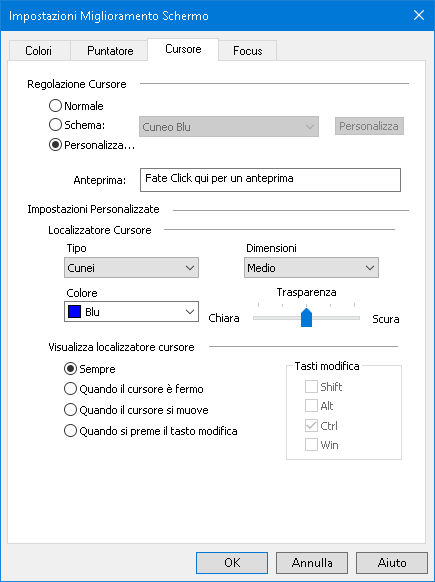 Impostazioni Miglioramento Schermo
Colori Puntatore Cursore Focus
Regolazione Cursore
Normale
Schema: Cuneo Blu Personalizza
Personalizza...
Anteprima: Fate Click qui per un anteprima
Impostazioni Personalizzate
Localizzatore Cursore
Tipo Dimensioni
Cunei Medio
Colore Trasparenza
Blu Chiara Scura
Visualizza localizzatore cursore
Sempre Tasti modifica
Quando il cursore è fermo Shift
Quando il cursore si muove Alt
Quando si preme il tasto modifica Ctrl
Win
OK Annulla Aiuto